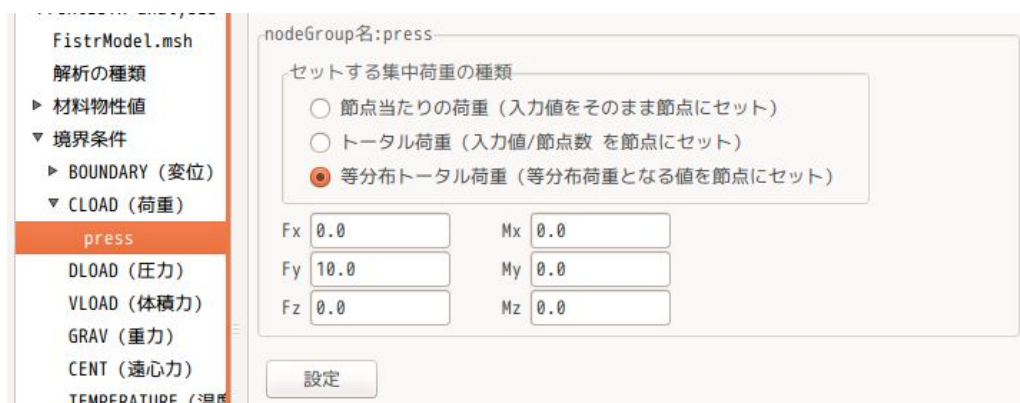 FistrModel.msh
解析の種類
材料物性値
境界条件
BOUNDARY (変位)
CLOAD (荷重)
press
DLOAD (圧力)
VLOAD (体積力)
GRAV (重力)
CENT (遠心力)
nodeGroup名:press
セットする集中荷重の種類
節点当たりの荷重 (入力値をそのまま節点にセット)
トータル荷重 (入力値/節点数 を節点にセット)
等分布トータル荷重 (等分布荷重となる値を節点にセット)
Fx 0.0 Mx 0.0
Fy 10.0 My 0.0
Fz 0.0 Mz 0.0
設定